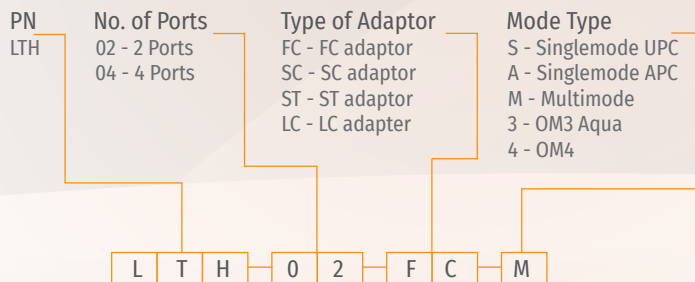 PN
LTH
No. of Ports
02 - 2 Ports
04 - 4 Ports
Type of Adaptor
FC - FC adaptor
SC - SC adaptor
ST - ST adaptor
LC - LC adapter
Mode Type
S - Singlemode UPC
A - Singlemode APC
M - Multimode
3 - OM3 Aqua
4 - OM4
L T H 0 2 F C M